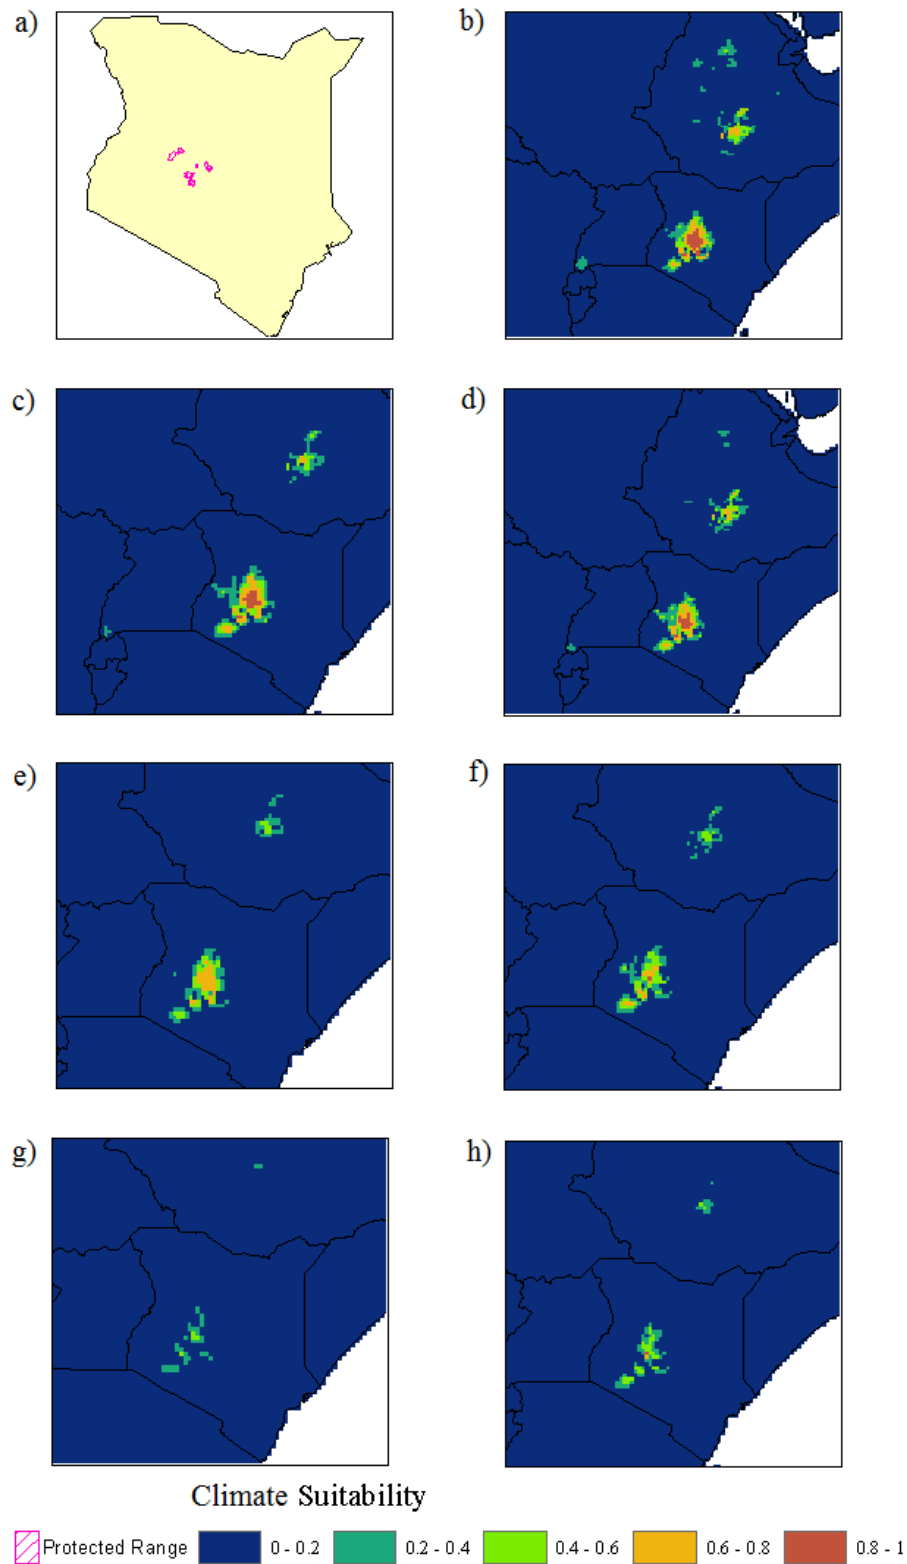 a)
b)
c)
d)
e)
f)
g)
h)
Climate Suitability
Protected Range 0 - 0.2 0.2 - 0.4 0.4 - 0.6 0.6 - 0.8 0.8 - 1